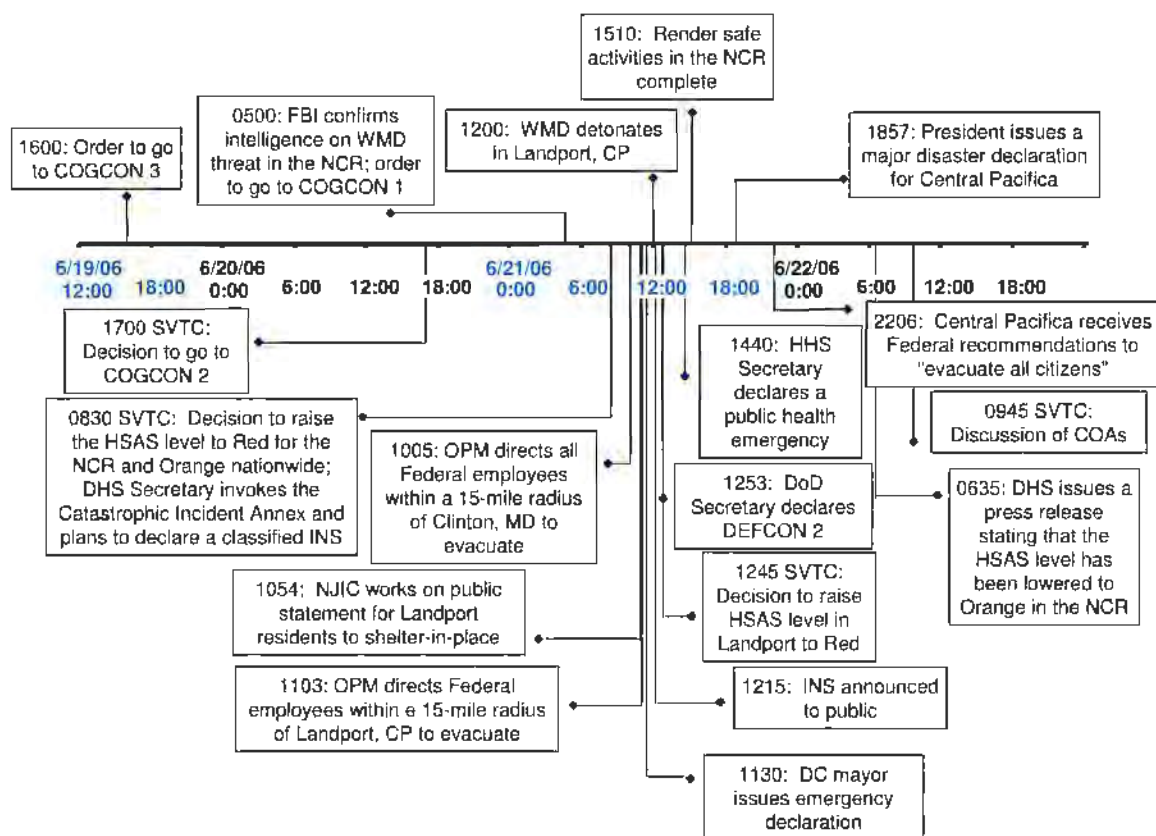 1510: Render safe
activities in the NCR
complete
0500: FBI confirms
intelligence on WMD
threat in the NCR; order
to go to COGCON 1
1200: WMD detonates
in Landport, CP
1857: President issues a
major disaster declaration
for Central Pacifica
1600: Order to go
to COGCON 3
6/19/06 6/20/06 6/21/06 6/22/06
12:00 18:00 0:00 6:00 12:00 18:00 0:00 6:00 12:00 18:00 0:00 6:00 12:00 18:00
1700 SVTC:
Decision to go to
COGCON 2
0830 SVTC: Decision to raise
the HSAS level to Red for the
NCR and Orange nationwide;
DHS Secretary invokes the
Catastrophic Incident Annex and
plans to declare a classified INS
1005: OPM directs all
Federal employees
within a 15-mile radius
of Clinton, MD to
evacuate
1054; NJIC works on public
statement for Landport
residents to shelter-in-place
1103: OPM directs Federal
employees within a 15-mile radius
of Landport, CP to evacuate
1440: HHS
Secretary
declares a
public health
emergency
1253: DoD
Secretary declares
DEFCON 2
1245 SVTC:
Decision to raise
HSAS level in
Landport to Red
1215: INS announced
to public
1130: DC mayor
issues emergency
declaration
2206: Central Pacifica receives
Federal recommendations to
"evacuate all citizens"
0945 SVTC:
Discussion of COAs
0635: DHS issues a
press release
stating that the
HSAS level has
been lowered to
Orange in the NCR